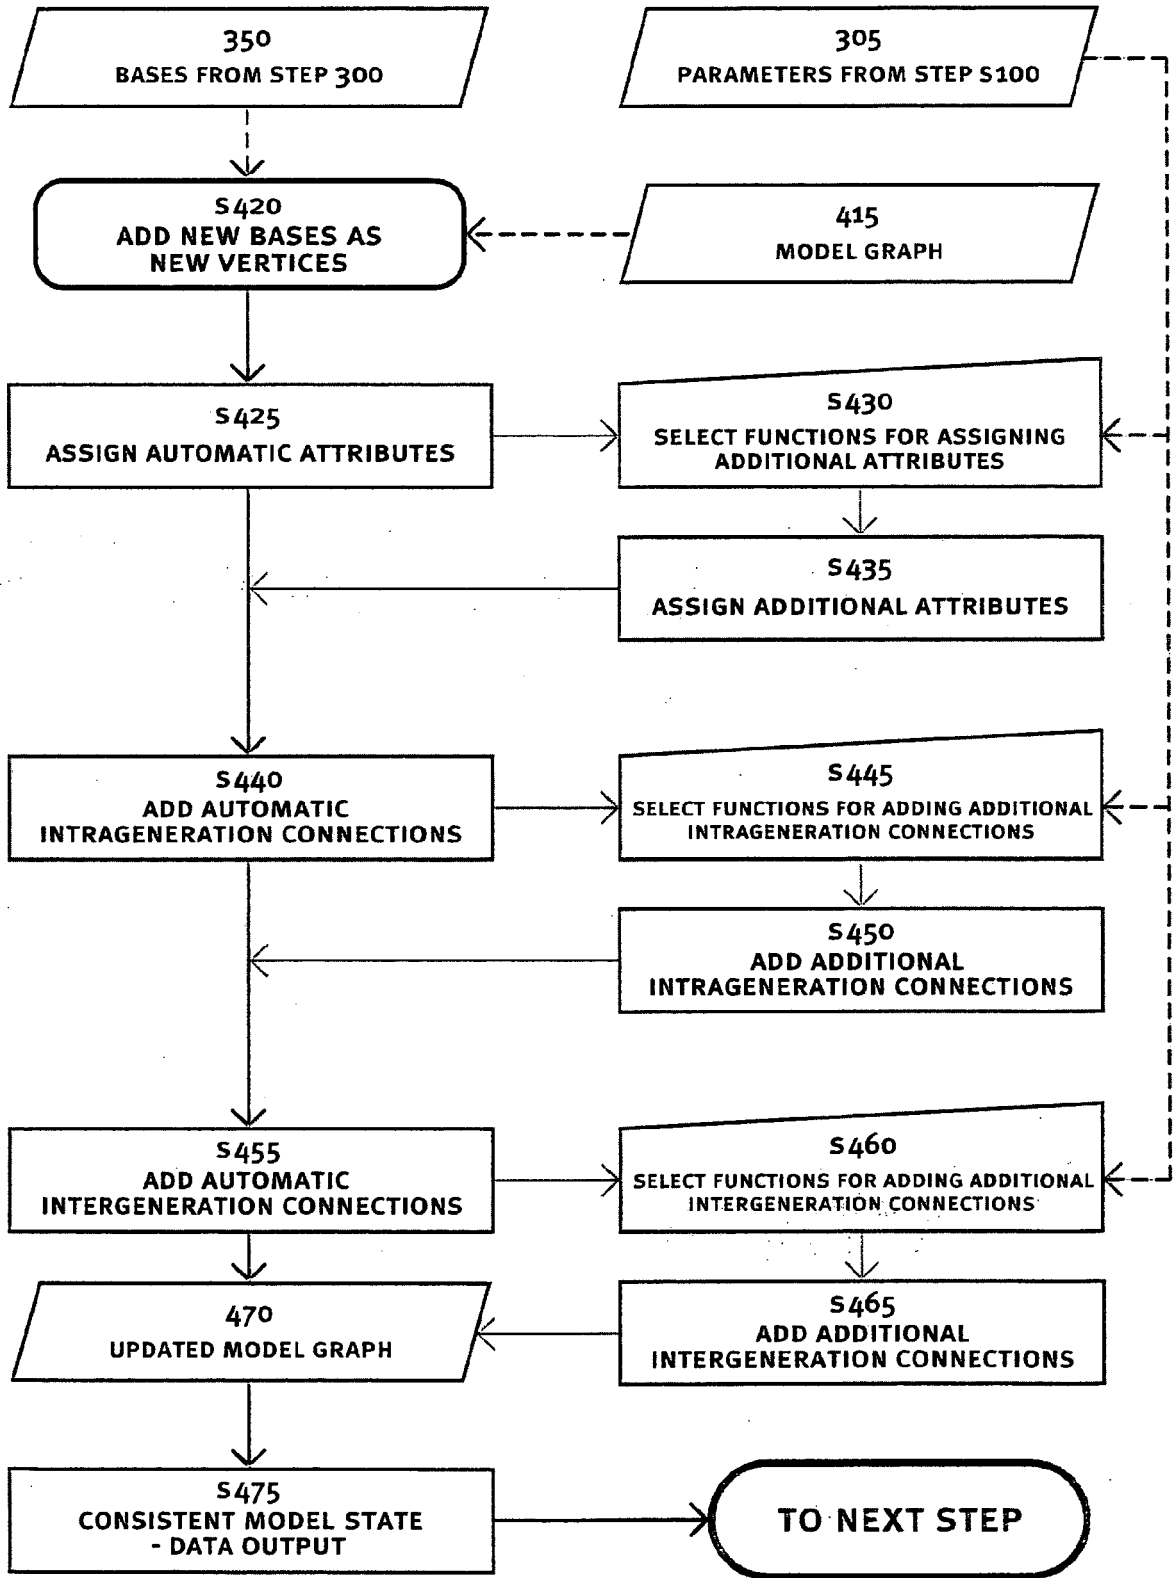 350
BASES FROM STEP 300
305
PARAMETERS FROM STEP S100
S420
ADD NEW BASES AS
NEW VERTICES
415
MODEL GRAPH
S425
ASSIGN AUTOMATIC ATTRIBUTES
S430
SELECT FUNCTIONS FOR ASSIGNING
ADDITIONAL ATTRIBUTES
S435
ASSIGN ADDITIONAL ATTRIBUTES
S440
ADD AUTOMATIC
INTRAGENERATION CONNECTIONS
S445
SELECT FUNCTIONS FOR ADDING ADDITIONAL
INTRAGENERATION CONNECTIONS
S450
ADD ADDITIONAL
INTRAGENERATION CONNECTIONS
S455
ADD AUTOMATIC
INTERGENERATION CONNECTIONS
S460
SELECT FUNCTIONS FOR ADDING ADDITIONAL
INTERGENERATION CONNECTIONS
470
UPDATED MODEL GRAPH
S465
ADD ADDITIONAL
INTERGENERATION CONNECTIONS
S475
CONSISTENT MODEL STATE
- DATA OUTPUT
TO NEXT STEP